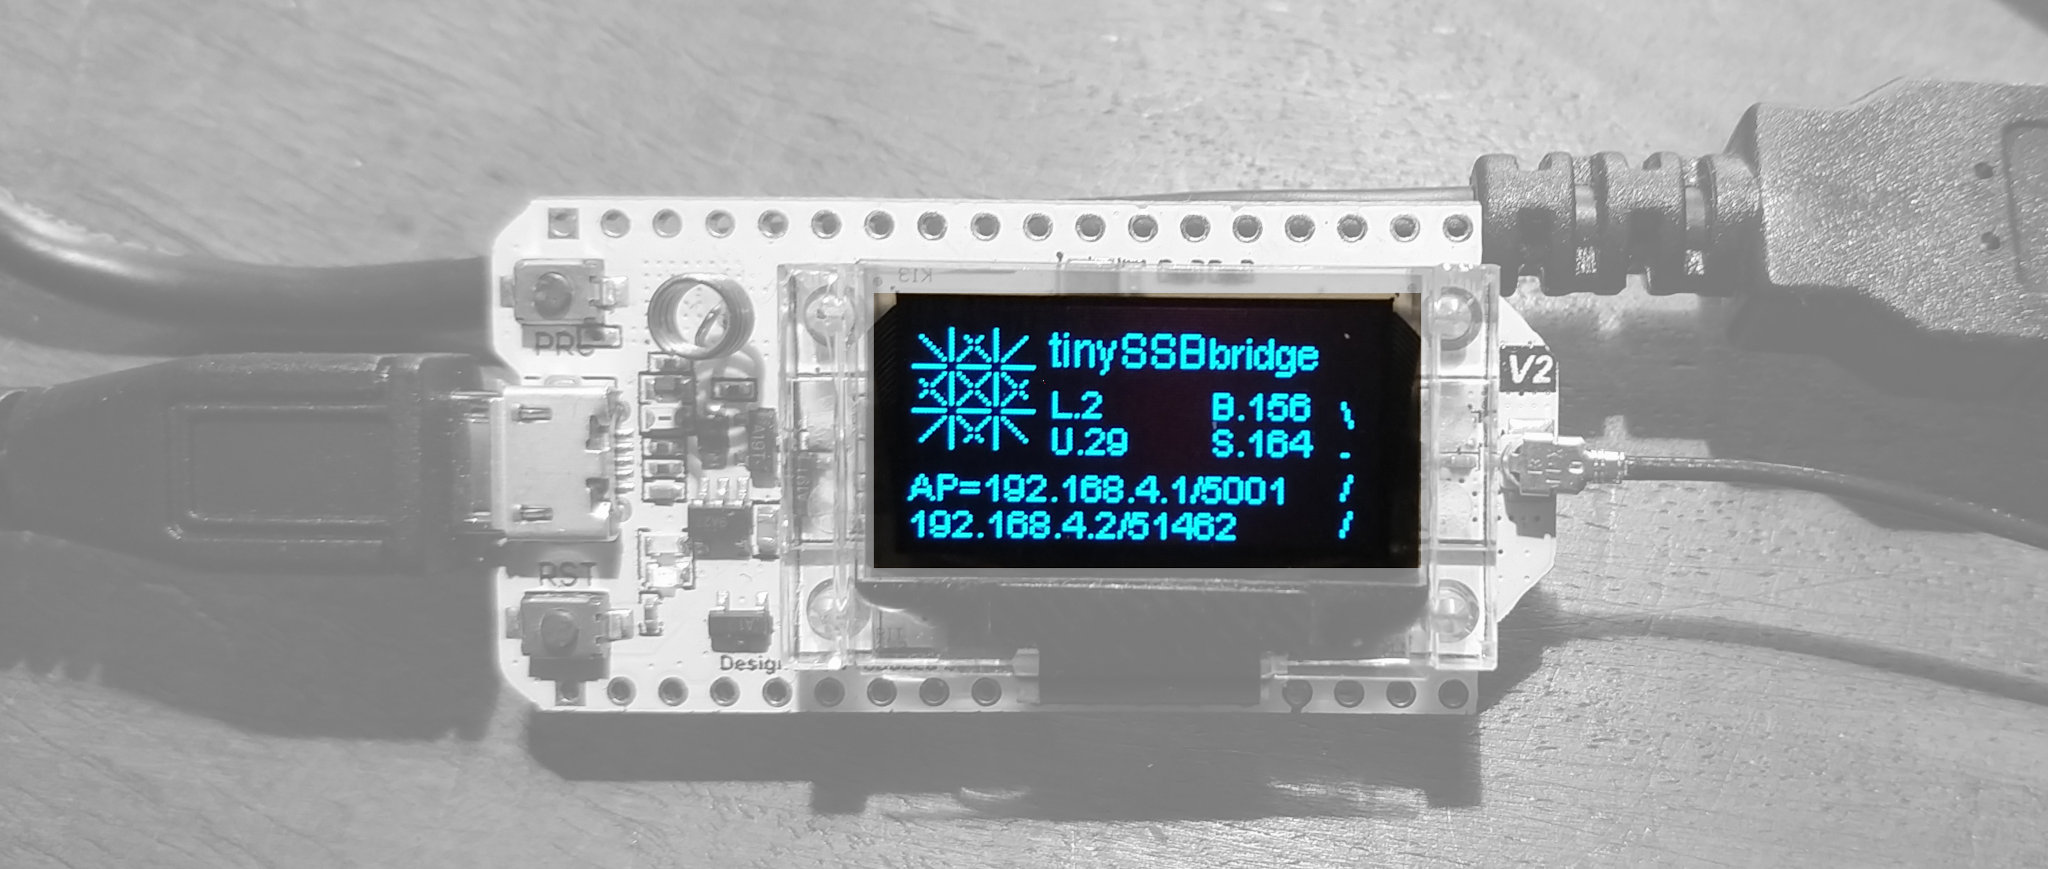 tinySSBbridge
L.2 B.156 \
U.29 S.164 -
AP=192.168.4.1/5001 /
192.168.4.2/51462 /
PRG
RST
V2